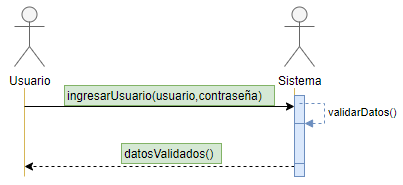 Usuario
Sistema
ingresarUsuario(usuario,contraseña)
validarDatos()
datosValidados()